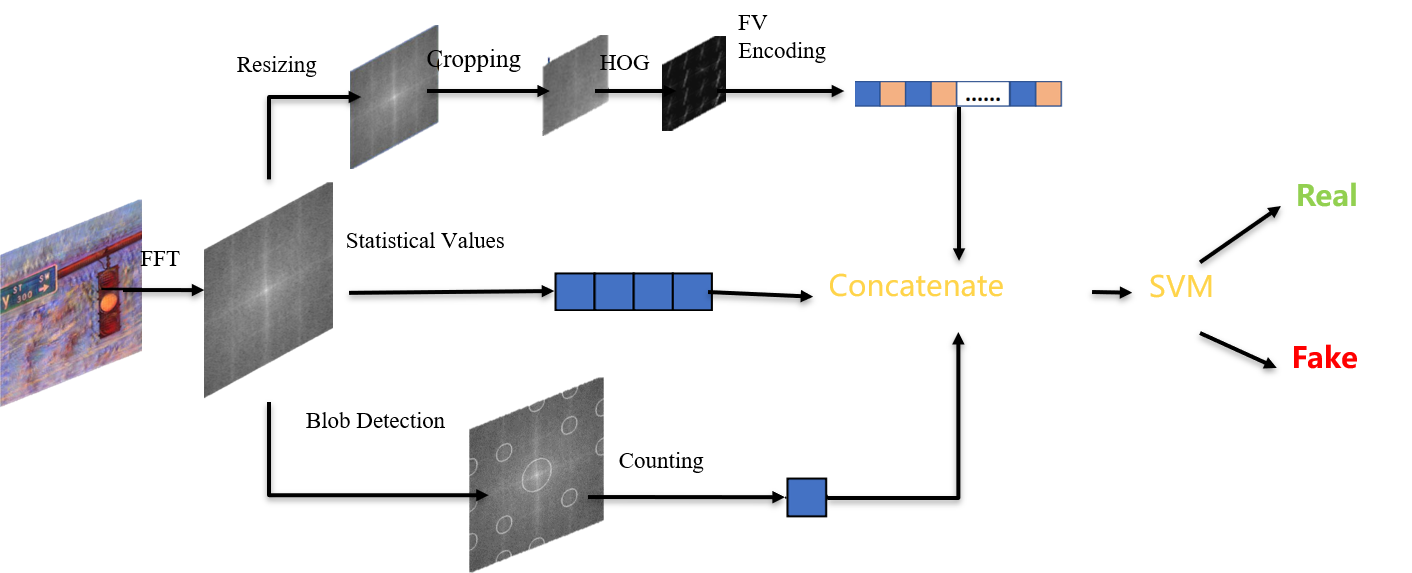 FV
Encoding
Resizing
Cropping
HOG
......
Real
FFT
Statistical Values
ST
SW
V
300
Concatenate
SVM
Fake
Blob Detection
Counting